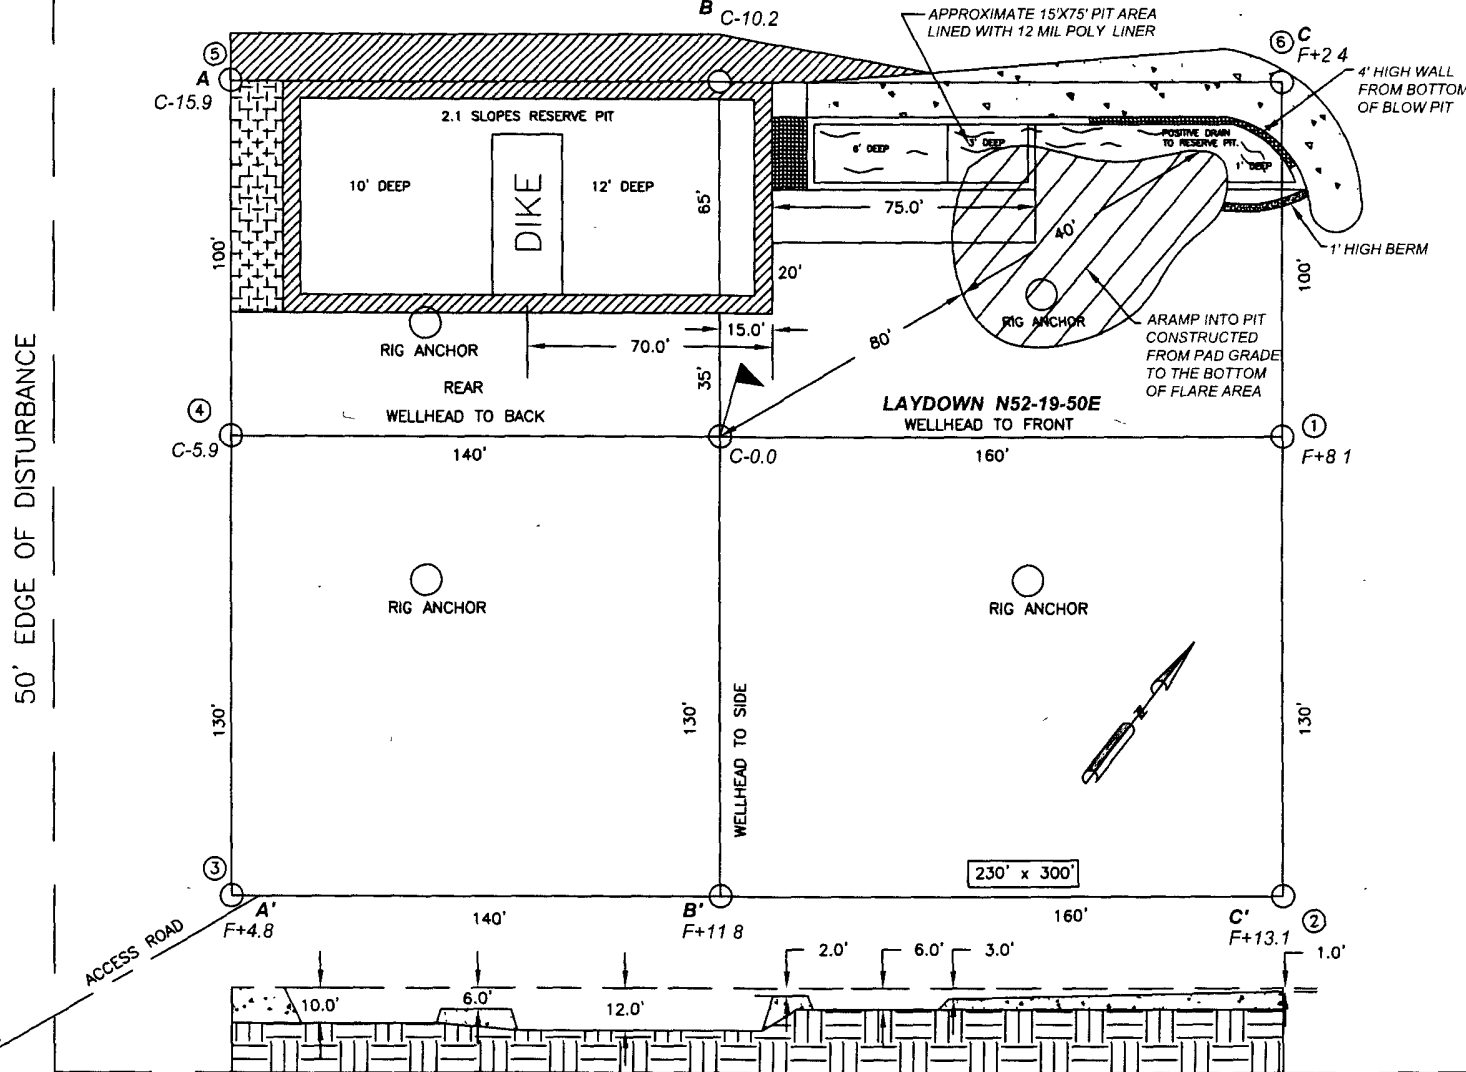 B
C-10.2
APPROXIMATE 15'X75' PIT AREA
LINED WITH 12 MIL POLY LINER
5
A
C-15.9
6
C
F+2 4
4' HIGH WALL
FROM BOTTOM
OF BLOW PIT
2.1 SLOPES RESERVE PIT
10' DEEP
DIKE
12' DEEP
65'
6' DEEP
3' DEEP
POSITIVE DRAIN
TO RESERVE PIT.
1' DEEP
75.0'
40'
1' HIGH BERM
100'
20'
100'
RIG ANCHOR
RIG ANCHOR
15.0'
70.0'
80'
ARAMP INTO PIT
CONSTRUCTED
FROM PAD GRADE
TO THE BOTTOM
OF FLARE AREA
REAR
WELLHEAD TO BACK
35'
LAYDOWN N52-19-50E
WELLHEAD TO FRONT
4
C-5.9
140'
C-0.0
160'
1
F+8 1
50' EDGE OF DISTURBANCE
RIG ANCHOR
RIG ANCHOR
130'
130'
WELLHEAD TO SIDE
N
130'
230' x 300'
3
A'
F+4.8
140'
B'
F+11 8
160'
C'
F+13.1
2
ACCESS ROAD
2.0'
6.0'
3.0'
1.0'
10.0'
6.0'
12.0'